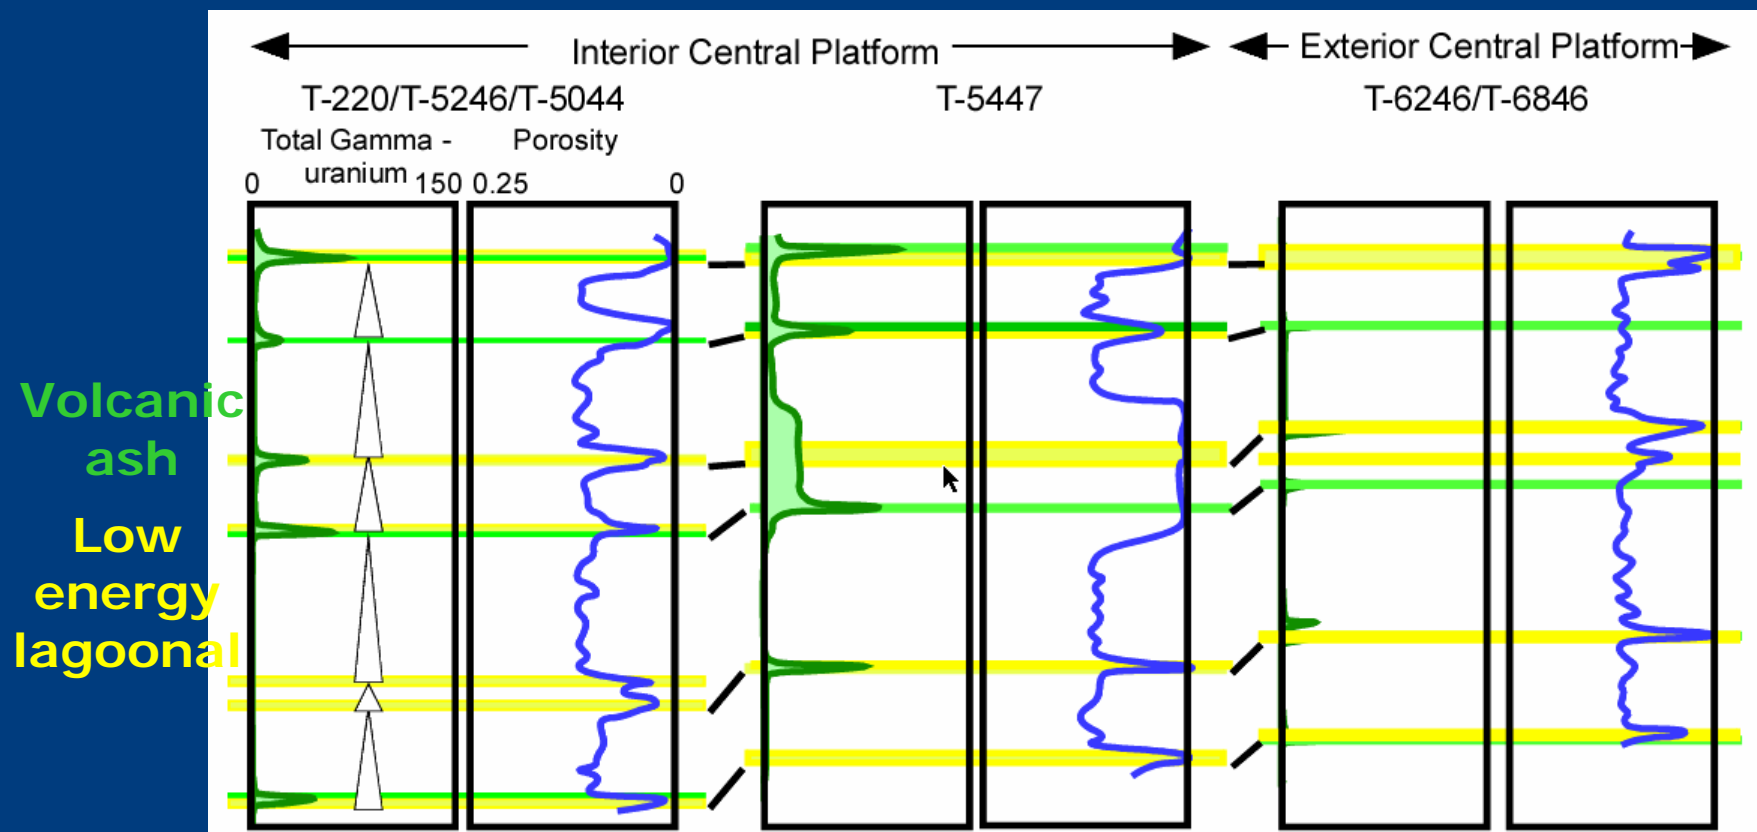 Interior Central Platform
Exterior Central Platform
T-220/T-5246/T-5044
T-5447
T-6246/T-6846
Total Gamma - uranium
Porosity
0
150
0.25
0
Volcanic
ash
Low
energy
lagoonal